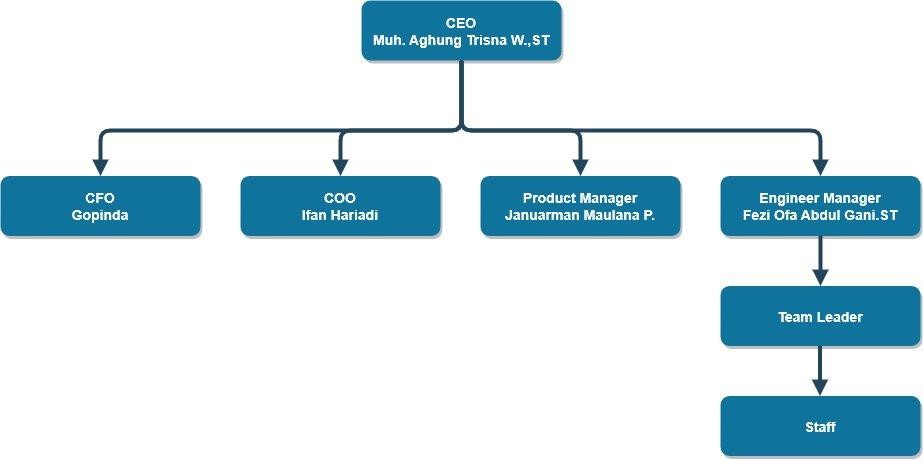 CEO
Muh. Aghung Trisna W.,ST
CFO
Gopinda
COO
Ifan Hariadi
Product Manager
Januarman Maulana P.
Engineer Manager
Fezi Ofa Abdul Gani.ST
Team Leader
Staff